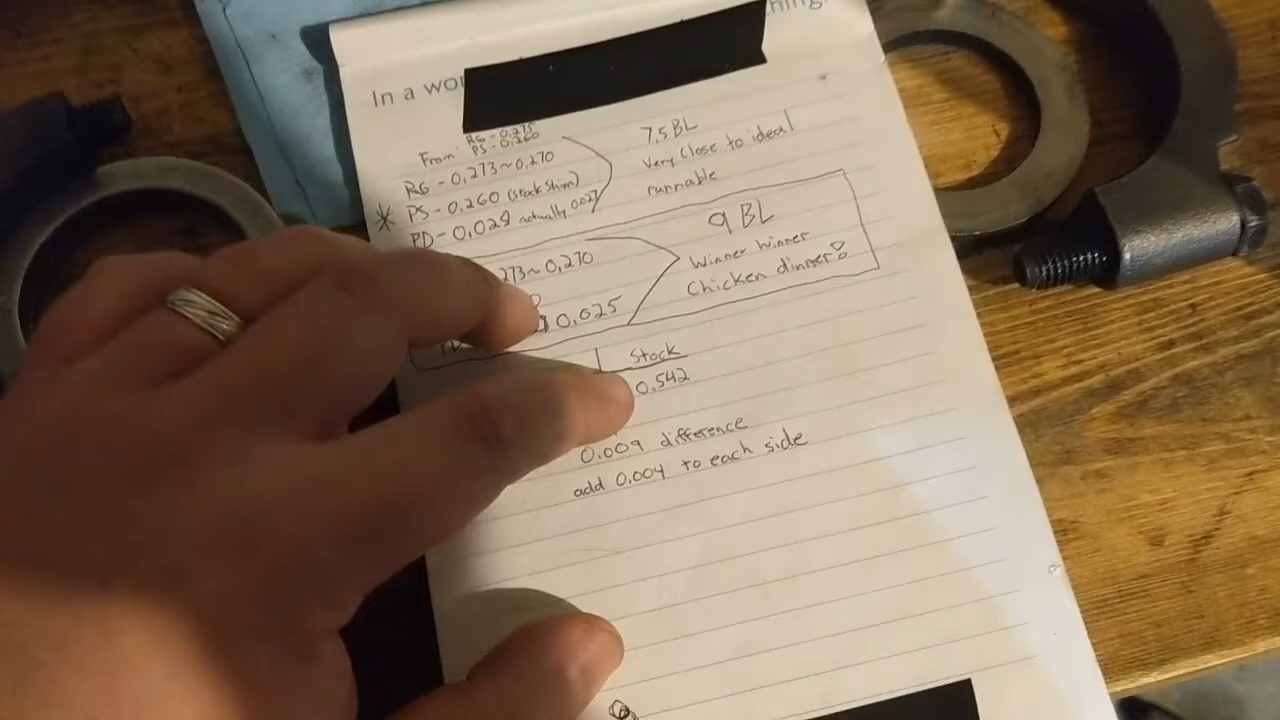 In a
hing.
From: RG - 0.275
PS - 0.260
RG - 0.273~0.270
* PS - 0.260 (stock shim)
PD - 0.028 actually 0.027
7.5 BL
Very close to ideal
runnable
273~0.270
0.025
9 BL
Winner winner
Chicken dinner!
Stock
0.542
0.009 difference
add 0.004 to each side